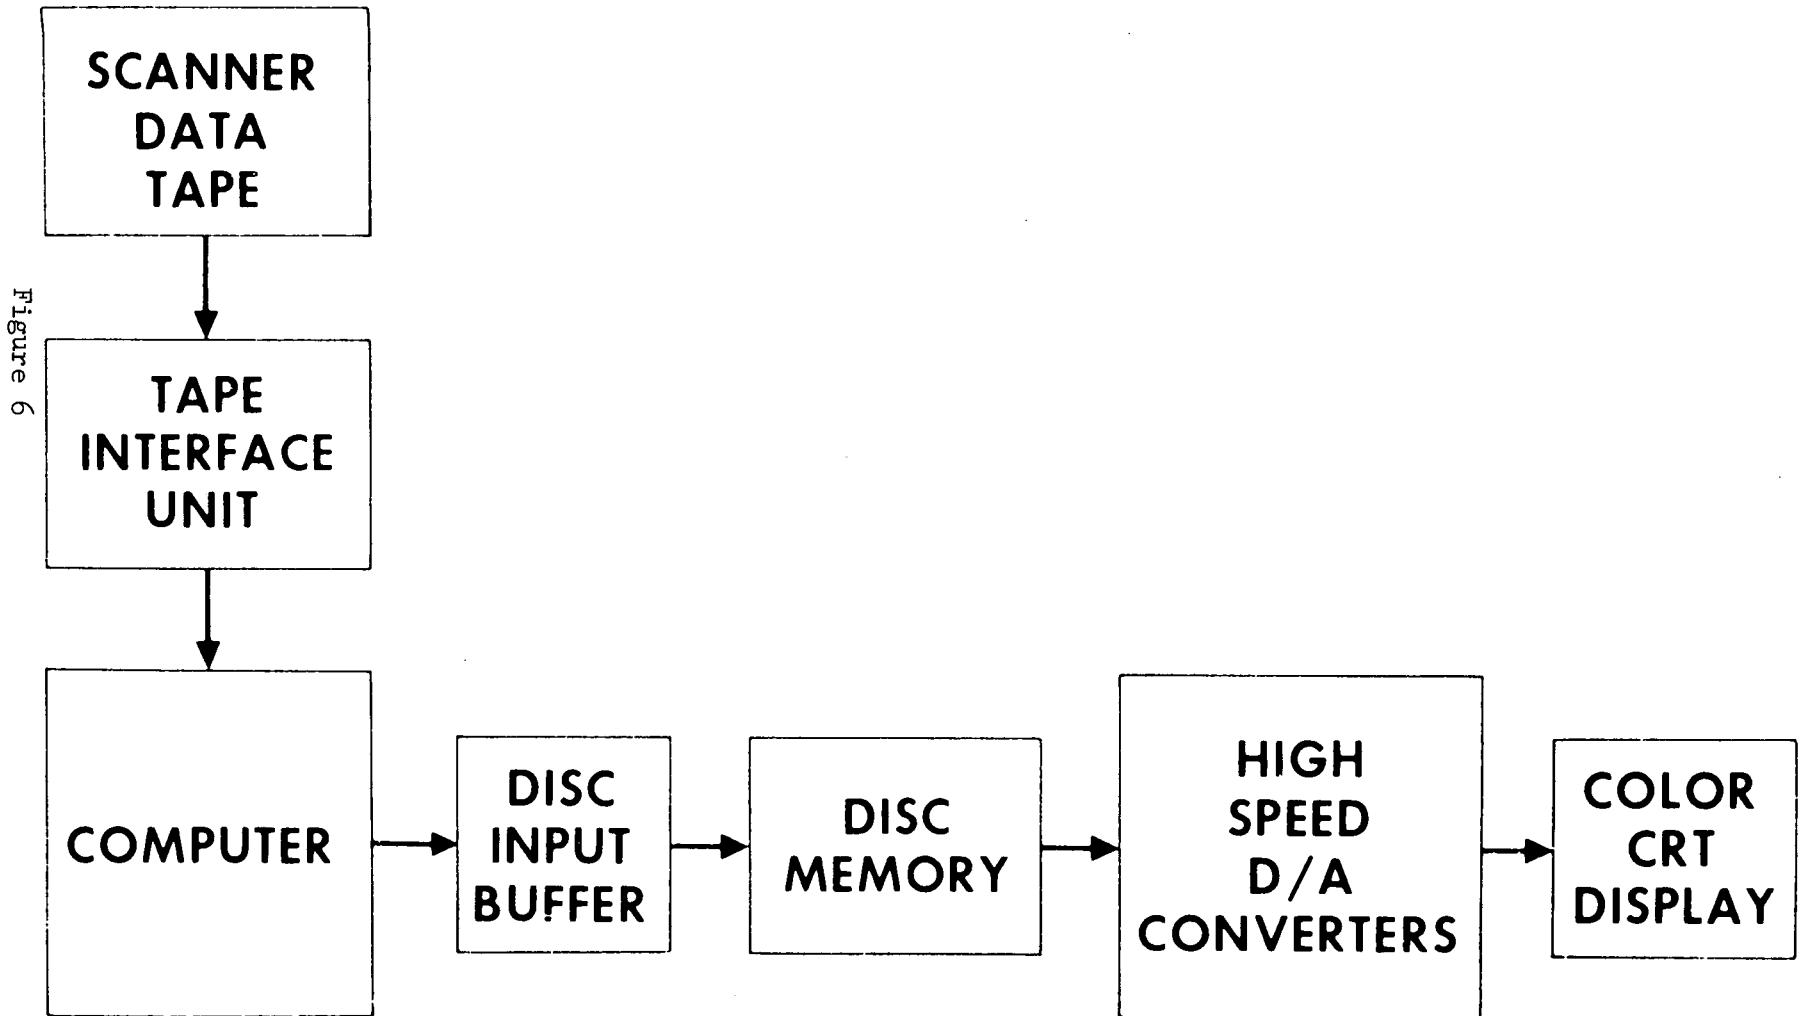 SCANNER
DATA
TAPE
Figure 6
TAPE
INTERFACE
UNIT
COMPUTER
DISC
INPUT
BUFFER
DISC
MEMORY
HIGH
SPEED
D/A
CONVERTERS
COLOR
CRT
DISPLAY